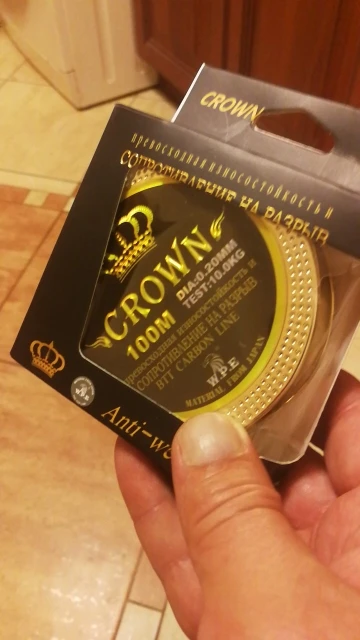 CROWN
превосходная износостойкость и
СОПРОТИВЛЕНИЕ НА РАЗРЫВ
CROWN
100M
DIA:0.20MM
TEST:10.0KG
превосходная износостойкость и
СОПРОТИВЛЕНИЕ НА РАЗРЫВ
BTT CARBON LINE
W.P.E
MATERIAL FROM JAPAN